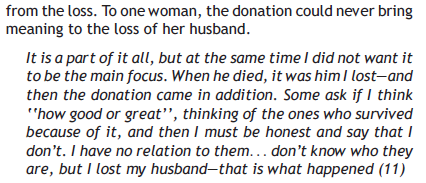 from the loss. To one woman, the donation could never bring
meaning to the loss of her husband.
It is a part of it all, but at the same time I did not want it
to be the main focus. When he died, it was him I lost—and
then the donation came in addition. Some ask if I think
‘‘how good or great’’, thinking of the ones who survived
because of it, and then I must be honest and say that I
don’t. I have no relation to them... don’t know who they
are, but I lost my husband—that is what happened (11)